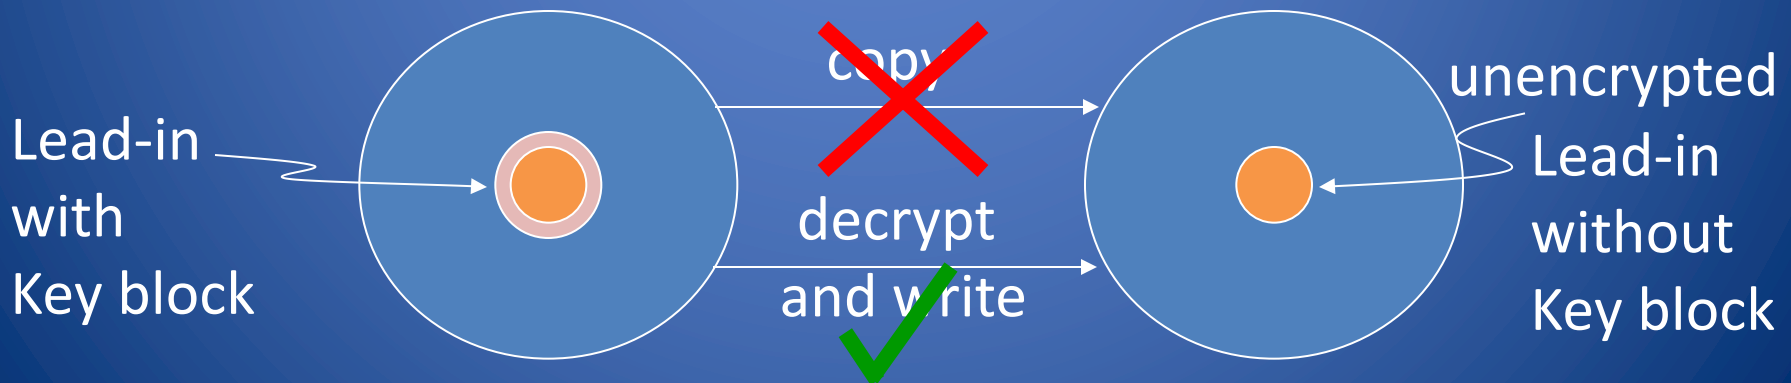 Lead-in
with
Key block
copy
decrypt
and write
unencrypted
Lead-in
without
Key block